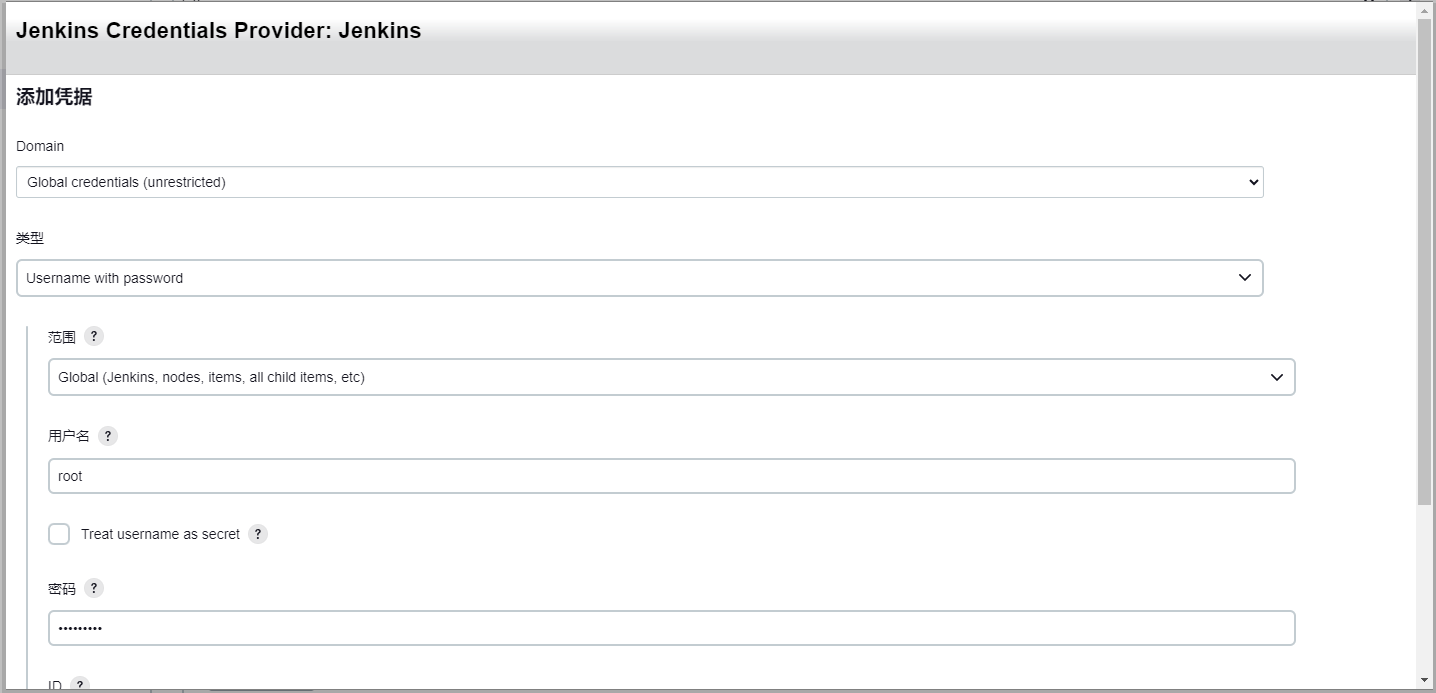 Jenkins Credentials Provider: Jenkins
添加凭据
Domain
Global credentials (unrestricted)
类型
Username with password
范围 ?
Global (Jenkins, nodes, items, all child items, etc)
用户名 ?
root
Treat username as secret ?
密码 ?
•••••••••
ID ?